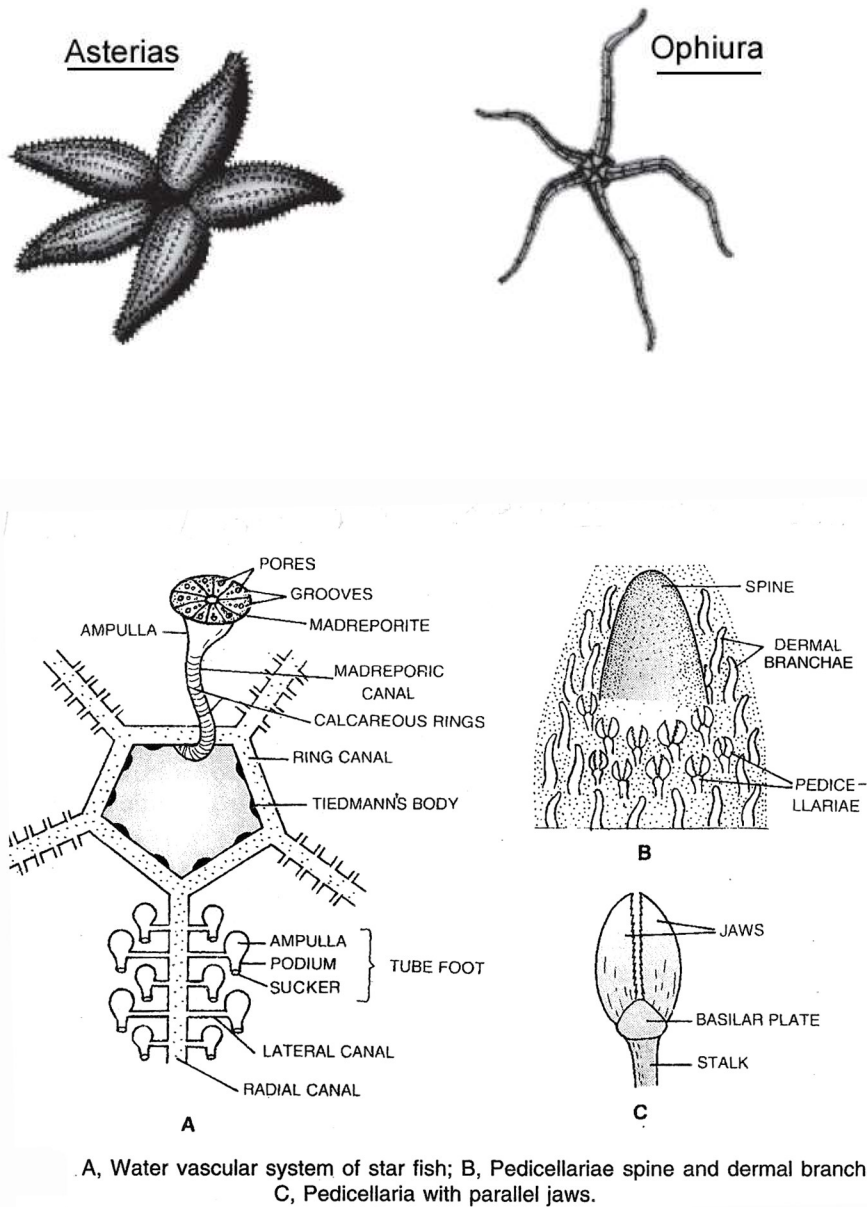 Asterias
Ophiura
PORES
GROOVES
MADREPORITE
AMPULLA
MADREPORIC
CANAL
CALCAREOUS RINGS
RING CANAL
TIEDMANN'S BODY
AMPULLA
PODIUM
SUCKER
TUBE FOOT
LATERAL CANAL
RADIAL CANAL
A
SPINE
DERMAL
BRANCHAE
PEDICE-
LLARIAE
B
JAWS
BASILAR PLATE
STALK
C
A, Water vascular system of star fish; B, Pedicellariae spine and dermal branch
C, Pedicellaria with parallel jaws.